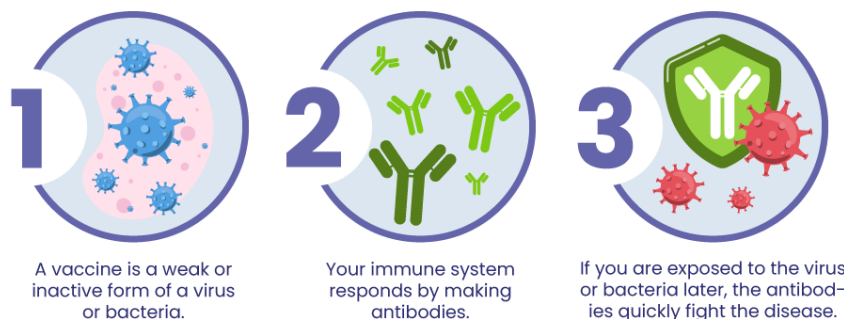 1
A vaccine is a weak or
inactive form of a virus
or bacteria.
2
Your immune system
responds by making
antibodies.
3
If you are exposed to the virus
or bacteria later, the antibod-
ies quickly fight the disease.